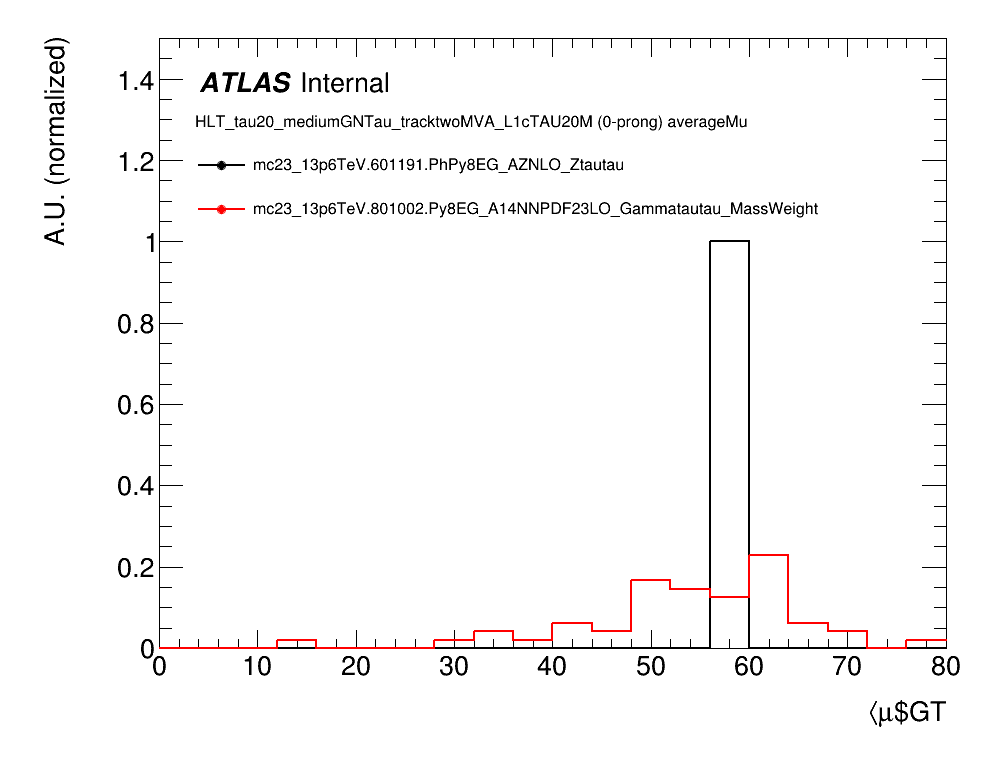 A.U. (normalized)
1.4
1.2
1
0.8
0.6
0.4
0.2
0
ATLAS Internal
HLT_tau20_mediumGNTau_tracktwoMVA_L1cTAU20M (0-prong) averageMu
mc23_13p6TeV.601191.PhPy8EG_AZNLO_Ztautau
mc23_13p6TeV.801002.Py8EG_A14NNPDF23LO_Gammatautau_MassWeight
0 10 20 30 40 50 60 70 80
⟨μ$GT